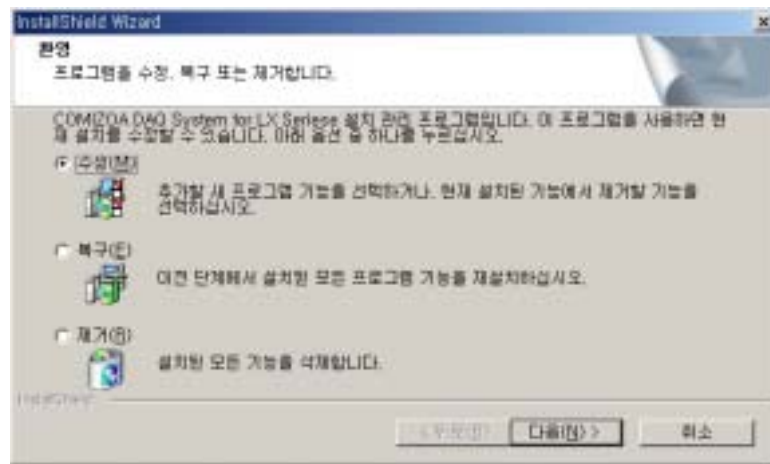 InstallShield Wizard
환영
프로그램을 수정, 복구 또는 제거합니다.
COMIZOA DAQ System for LX Seriese 설치 관리 프로그램입니다. 이 프로그램을 사용하면 현
재 설치를 수정할 수 있습니다. 아래 옵션 중 하나를 누르십시오.
수정(M)
추가할 새 프로그램 기능을 선택하거나, 현재 설치된 기능에서 제거할 기능을
선택하십시오.
복구(E)
이전 단계에서 설치된 모든 프로그램 기능을 재설치하십시오.
제거(R)
설치된 모든 기능을 삭제합니다.
InstallShield
< 뒤로(B)
다음(N) >
취소